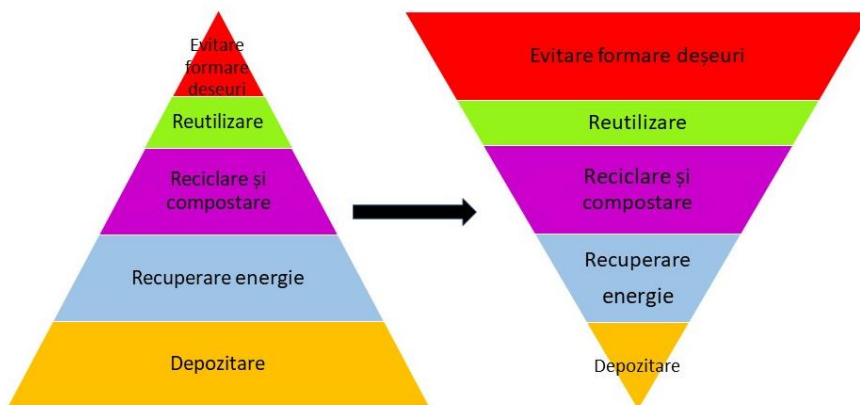 Evitare
formare
deseuri
Reutilizare
Reciclare și
compostare
Recuperare energie
Depozitare
Evitare formare deșeuri
Reutilizare
Reciclare și
compostare
Recuperare
energie
Depozitare